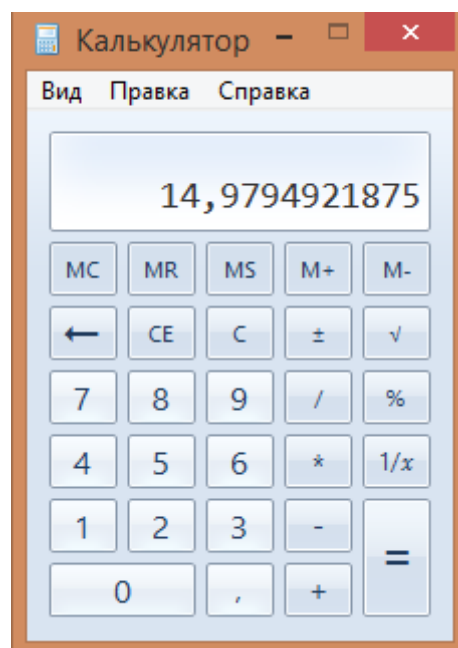 Калькулятор
Вид Правка Справка
14,9794921875
MC MR MS M+ M-
← CE C ± √
7 8 9 / %
4 5 6 * 1/x
1 2 3 - =
0 , +